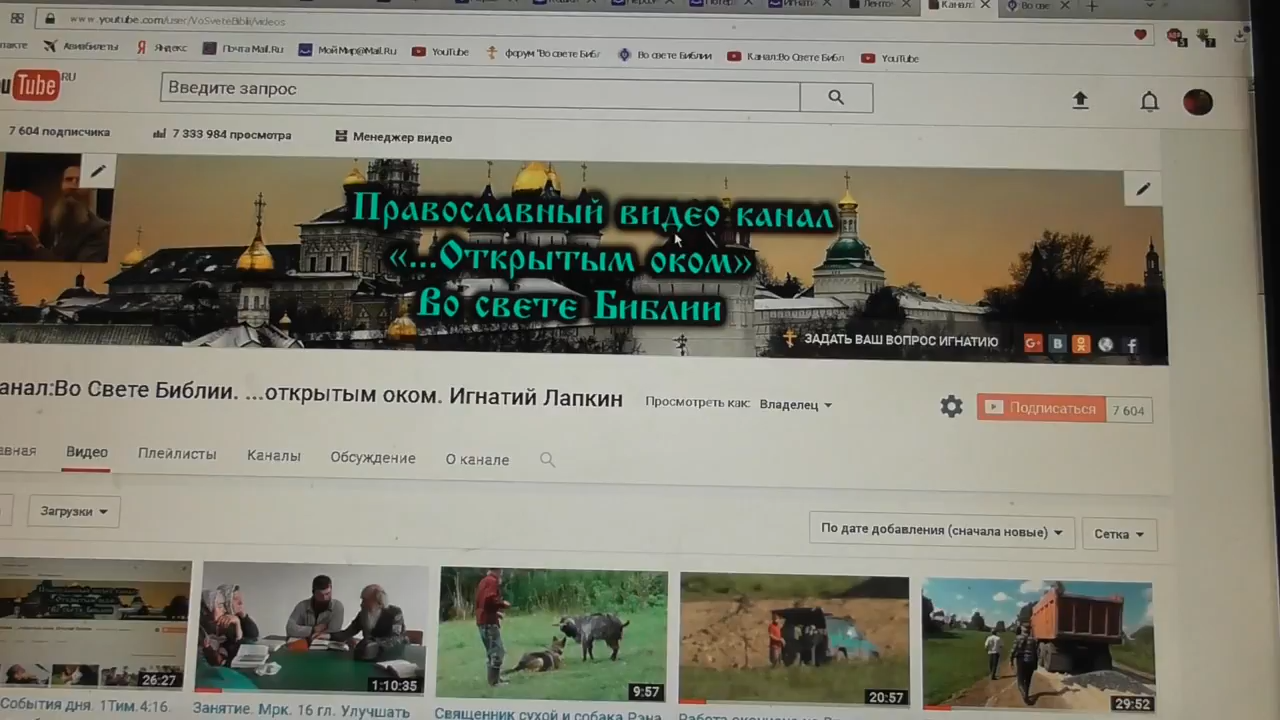 www.youtube.com/user/VoSveteBiblii/videos
Авиабилеты Яндекс Почта Mail.Ru Мой Мир@Mail.Ru YouTube форум "Во свете Библ Во свете Библии Канал:Во Свете Библ YouTube
Tube RU
Введите запрос
7 604 подписчика 7 333 984 просмотра Менеджер видео
Православный видео канал
«...Открытым оком»
Во свете Библии
ЗАДАТЬ ВАШ ВОПРОС ИГНАТИЮ
анал:Во Свете Библии. ...открытым оком. Игнатий Лапкин Просмотреть как: Владелец Подписаться 7 604
авная Видео Плейлисты Каналы Обсуждение О канале
Загрузки По дате добавления (сначала новые) Сетка
26:27 1:10:35 9:57 20:57 29:52
События дня. 1Тим.4:16. Занятие. Мрк. 16 гл. Улучшать Священник сухой и собака Рэна